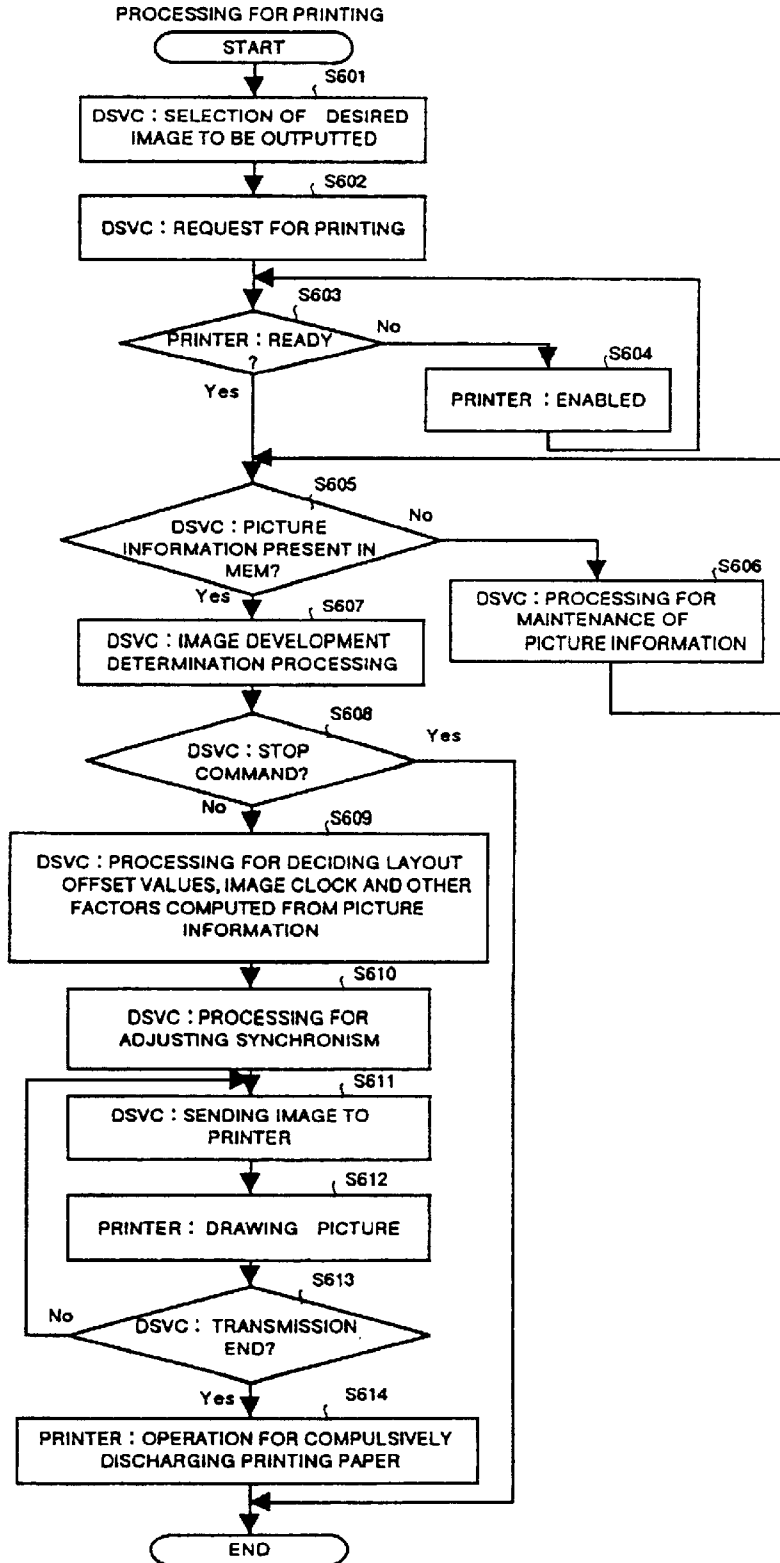 PROCESSING FOR PRINTING
START
S601
DSVC : SELECTION OF DESIRED
IMAGE TO BE OUTPUTTED
S602
DSVC : REQUEST FOR PRINTING
S603
PRINTER : READY
?
No
Yes
S604
PRINTER : ENABLED
S605
DSVC : PICTURE
INFORMATION PRESENT IN
MEM?
No
Yes
S606
DSVC : PROCESSING FOR
MAINTENANCE OF
PICTURE INFORMATION
S607
DSVC : IMAGE DEVELOPMENT
DETERMINATION PROCESSING
S608
DSVC : STOP
COMMAND?
Yes
No
S609
DSVC : PROCESSING FOR DECIDING LAYOUT
OFFSET VALUES, IMAGE CLOCK AND OTHER
FACTORS COMPUTED FROM PICTURE
INFORMATION
S610
DSVC : PROCESSING FOR
ADJUSTING SYNCHRONISM
S611
DSVC : SENDING IMAGE TO
PRINTER
S612
PRINTER : DRAWING PICTURE
S613
DSVC : TRANSMISSION
END?
No
Yes
S614
PRINTER : OPERATION FOR COMPULSIVELY
DISCHARGING PRINTING PAPER
END